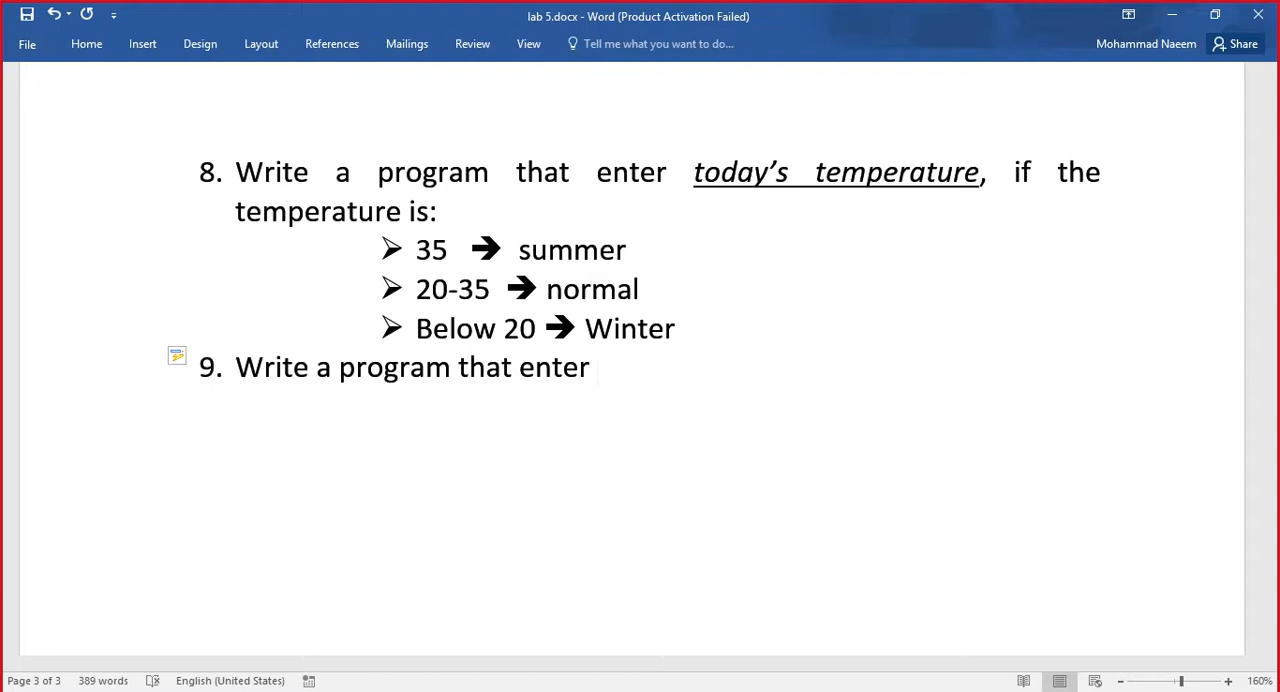 lab 5.docx - Word (Product Activation Failed)
File Home Insert Design Layout References Mailings Review View Tell me what you want to do... Mohammad Naeem Share
8. Write a program that enter today's temperature, if the
temperature is:
➢ 35 ➔ summer
➢ 20-35 ➔ normal
➢ Below 20 ➔ Winter
9. Write a program that enter
Page 3 of 3 389 words English (United States) 160%